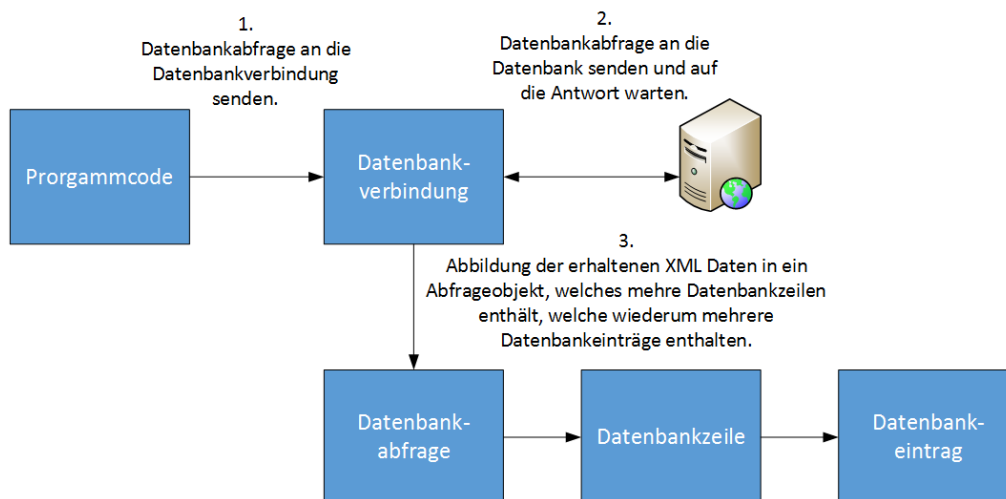 1.
Datenbankabfrage an die
Datenbankverbindung
senden.
2.
Datenbankabfrage an die
Datenbank senden und auf
die Antwort warten.
Prorgammcode
Datenbank-
verbindung
3.
Abbildung der erhaltenen XML Daten in ein
Abfrageobjekt, welches mehre Datenbankzeilen
enthält, welche wiederum mehrere
Datenbankeinträge enthalten.
Datenbank-
abfrage
Datenbankzeile
Datenbank-
eintrag